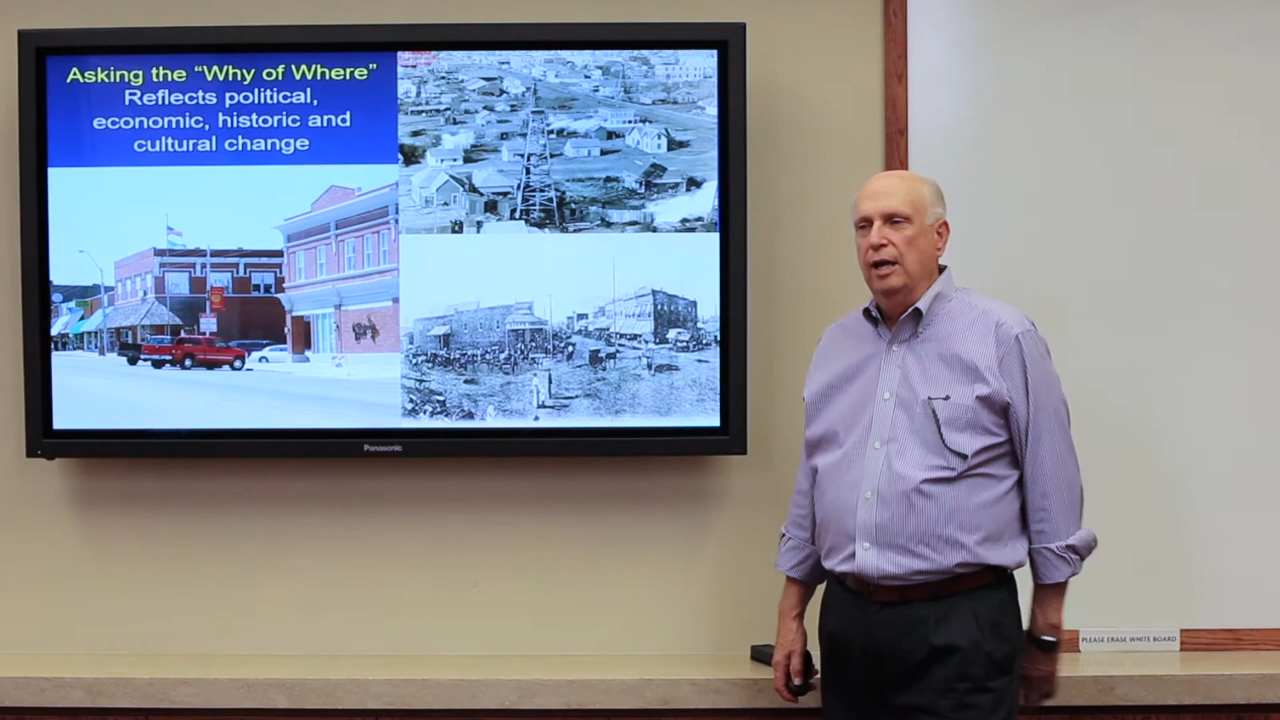 Asking the “Why of Where”
Reflects political,
economic, historic and
cultural change
Panasonic
PLEASE ERASE WHITE BOARD